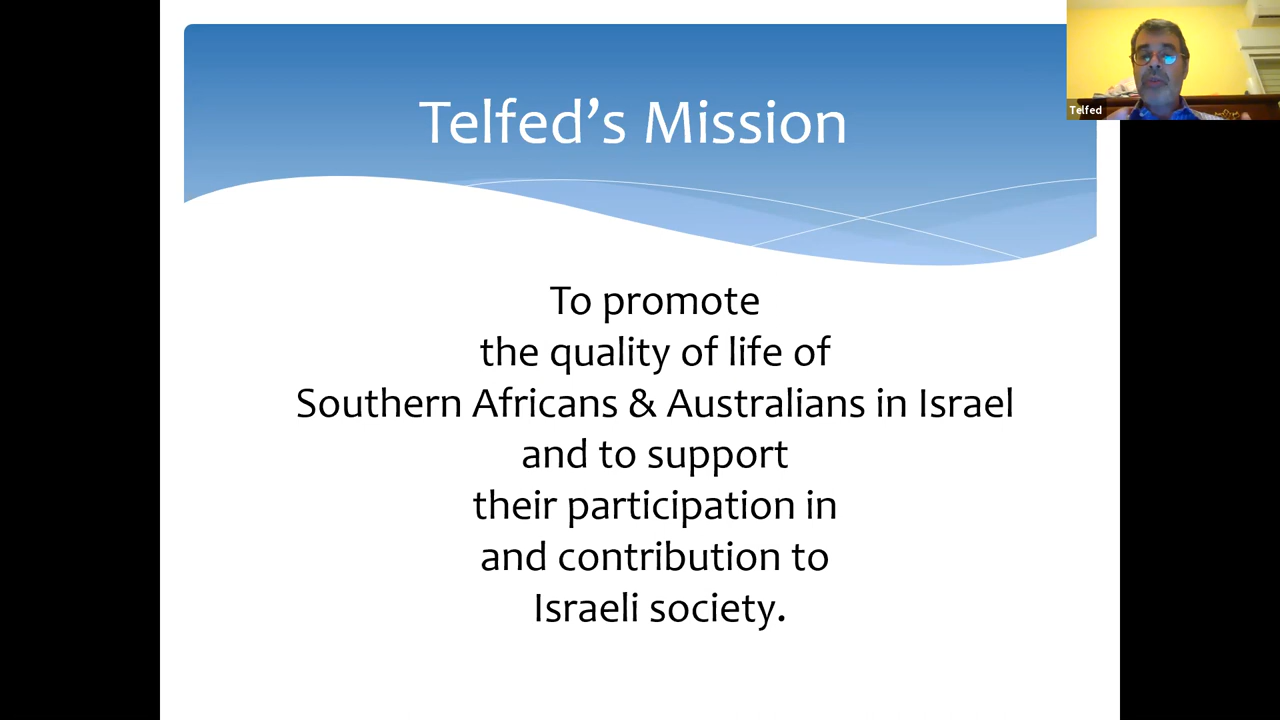 Telfed’s Mission
Telfed
To promote
the quality of life of
Southern Africans & Australians in Israel
and to support
their participation in
and contribution to
Israeli society.